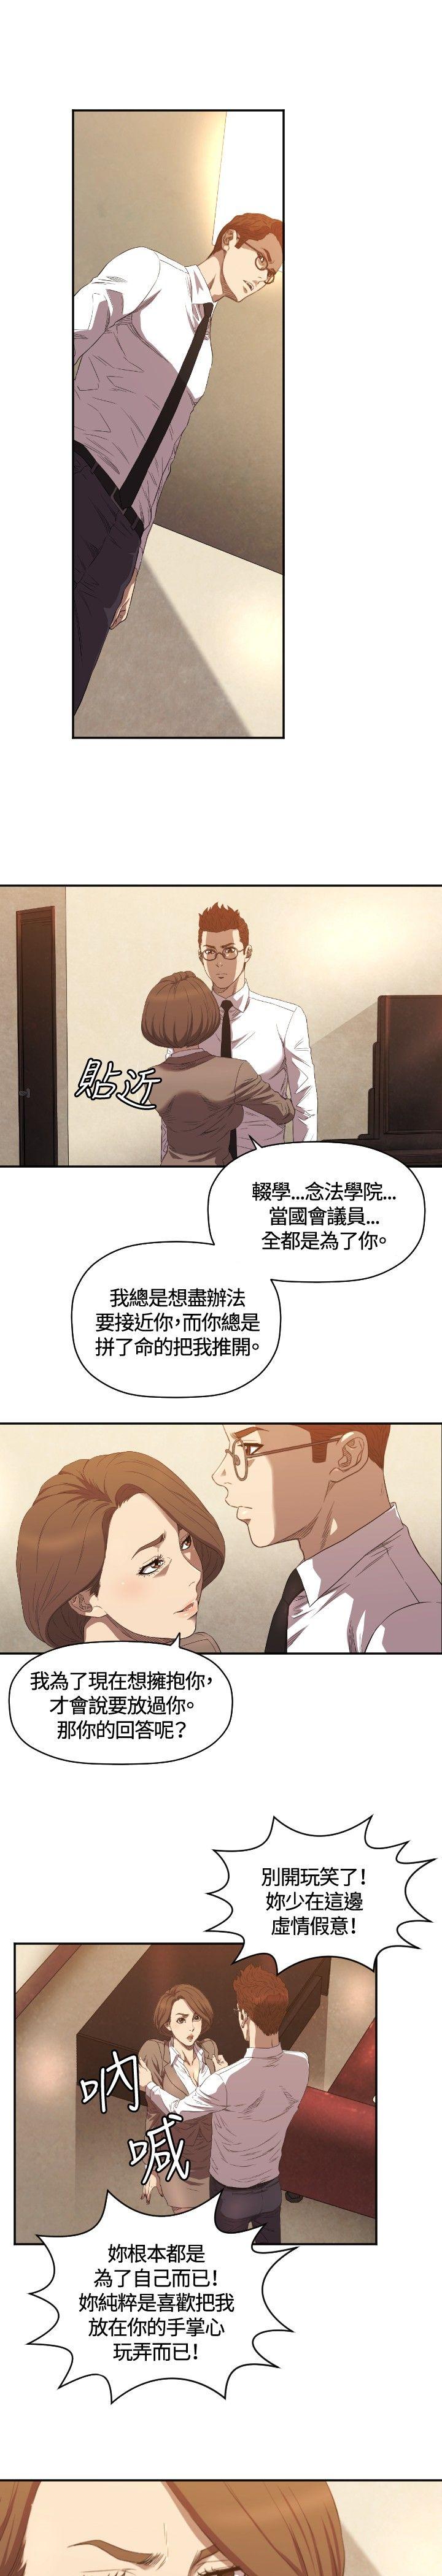 貼近
輟學...念法學院...
當國會議員...
全都是為了你。
我總是想盡辦法
要接近你，而你總是
拼了命的把我推開。
我為了現在想擁抱你，
才會說要放過你。
那你的回答呢？
別開玩笑了！
妳少在這邊
虛情假意！
吶喊
妳根本都是
為了自己而已！
妳純粹是喜歡把我
放在你的手掌心
玩弄而已！